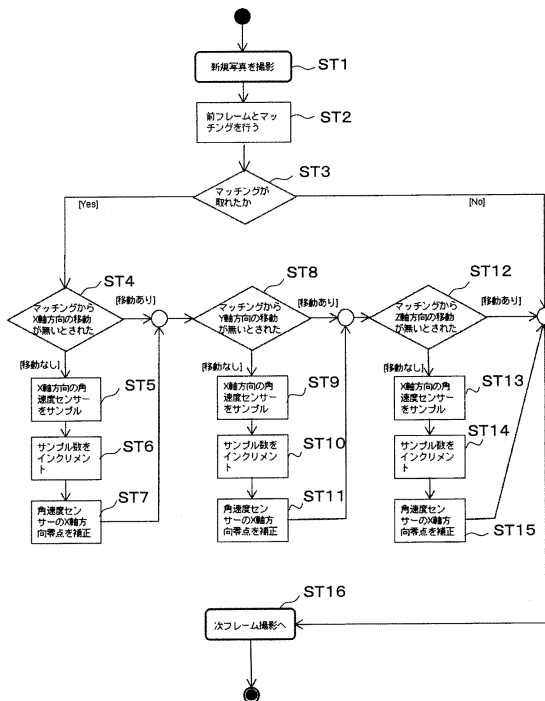 新規写真を撮影
ST1
前フレームとマッ
チングを行う
ST2
マッチングが
取れたか
ST3
[Yes]
[No]
マッチングから
X軸方向の移動
が無いとされた
ST4
[移動あり]
[移動なし]
X軸方向の角
速度センサー
をサンプル
ST5
サンプル数を
インクリメン
ト
ST6
角速度セン
サーのX軸方
向零点を補正
ST7
マッチングから
Y軸方向の移動
が無いとされた
ST8
[移動あり]
[移動なし]
X軸方向の角
速度センサー
をサンプル
ST9
サンプル数を
インクリメン
ト
ST10
角速度セン
サーのX軸方
向零点を補正
ST11
マッチングから
Z軸方向の移動
が無いとされた
ST12
[移動あり]
[移動なし]
X軸方向の角
速度センサー
をサンプル
ST13
サンプル数を
インクリメン
ト
ST14
角速度セン
サーのX軸方
向零点を補正
ST15
次フレーム撮影へ
ST16